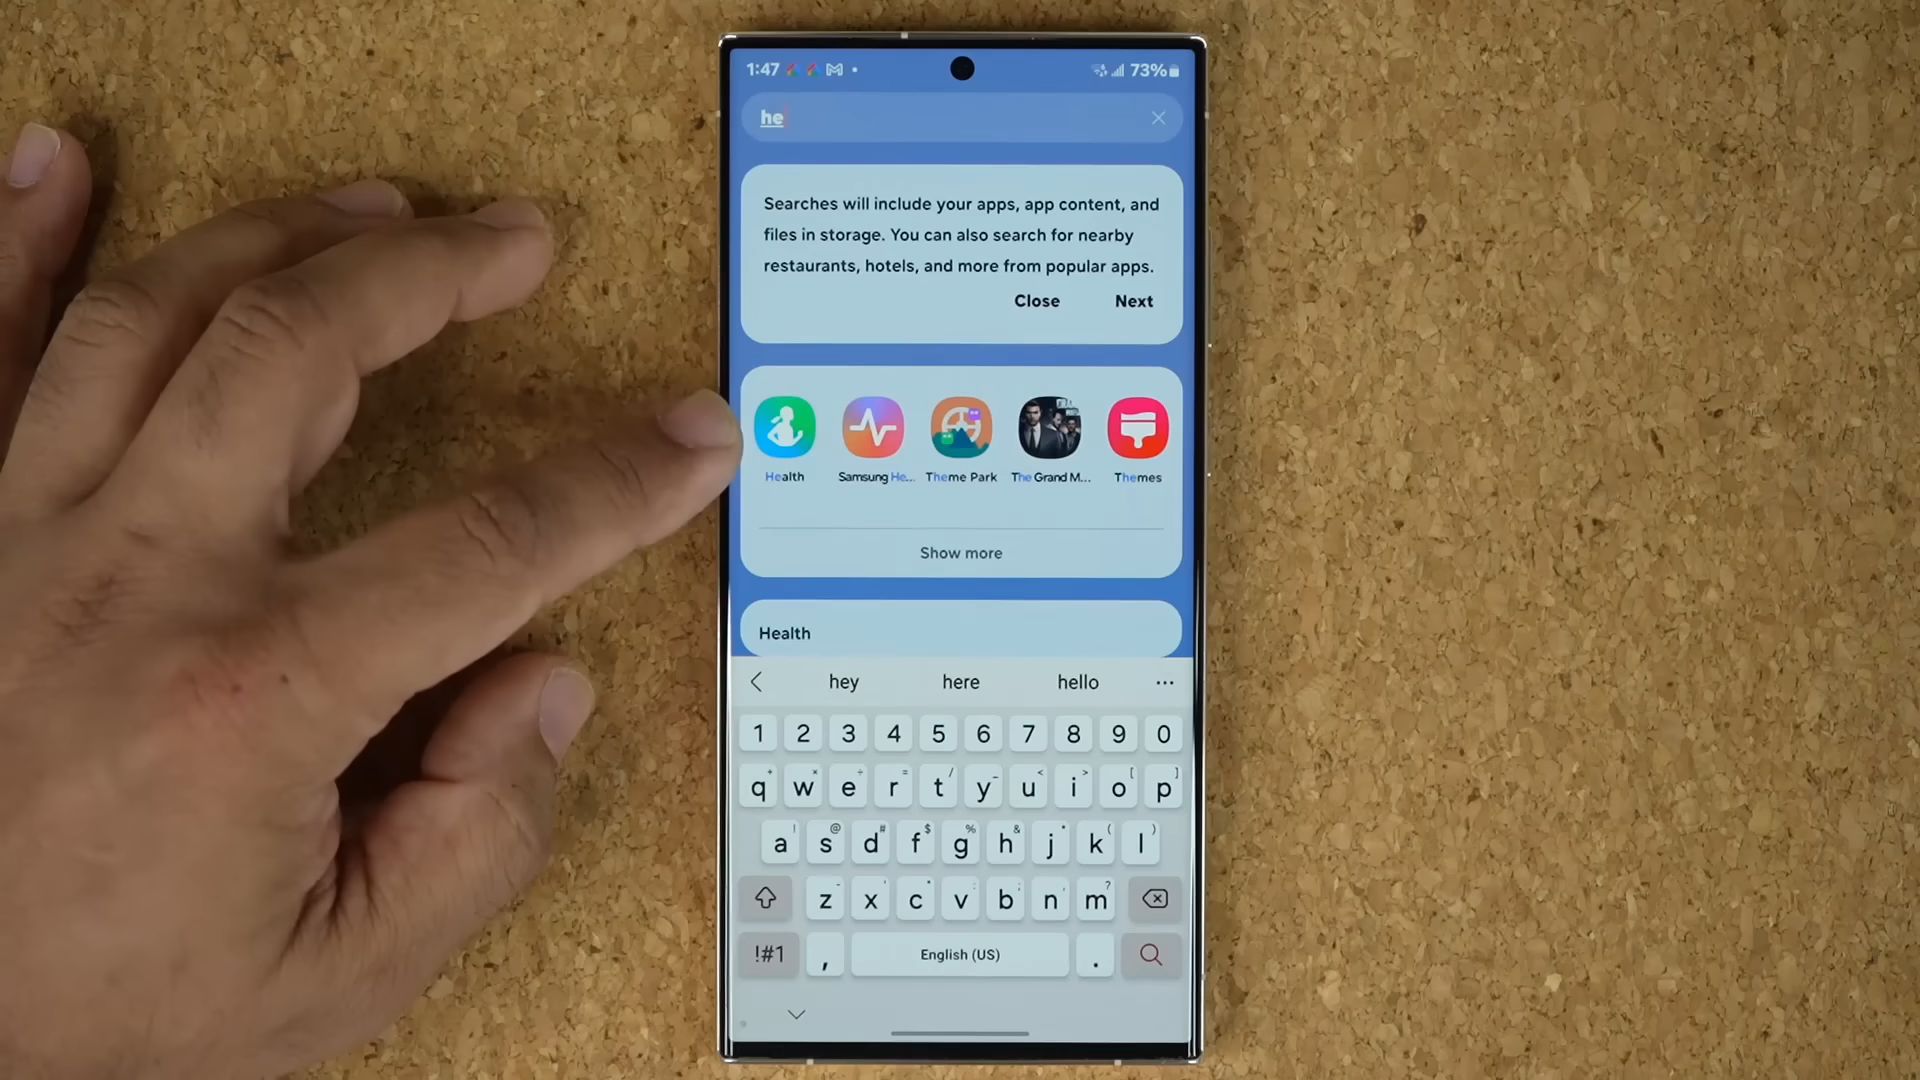 1:47
73%
he
Searches will include your apps, app content, and
files in storage. You can also search for nearby
restaurants, hotels, and more from popular apps.
Close Next
Health Samsung He... Theme Park The Grand M... Themes
Show more
Health
hey here hello ...
1 2 3 4 5 6 7 8 9 0
q w e r t y u i o p
a s d f g h j k l
z x c v b n m
!#1 , English (US) .